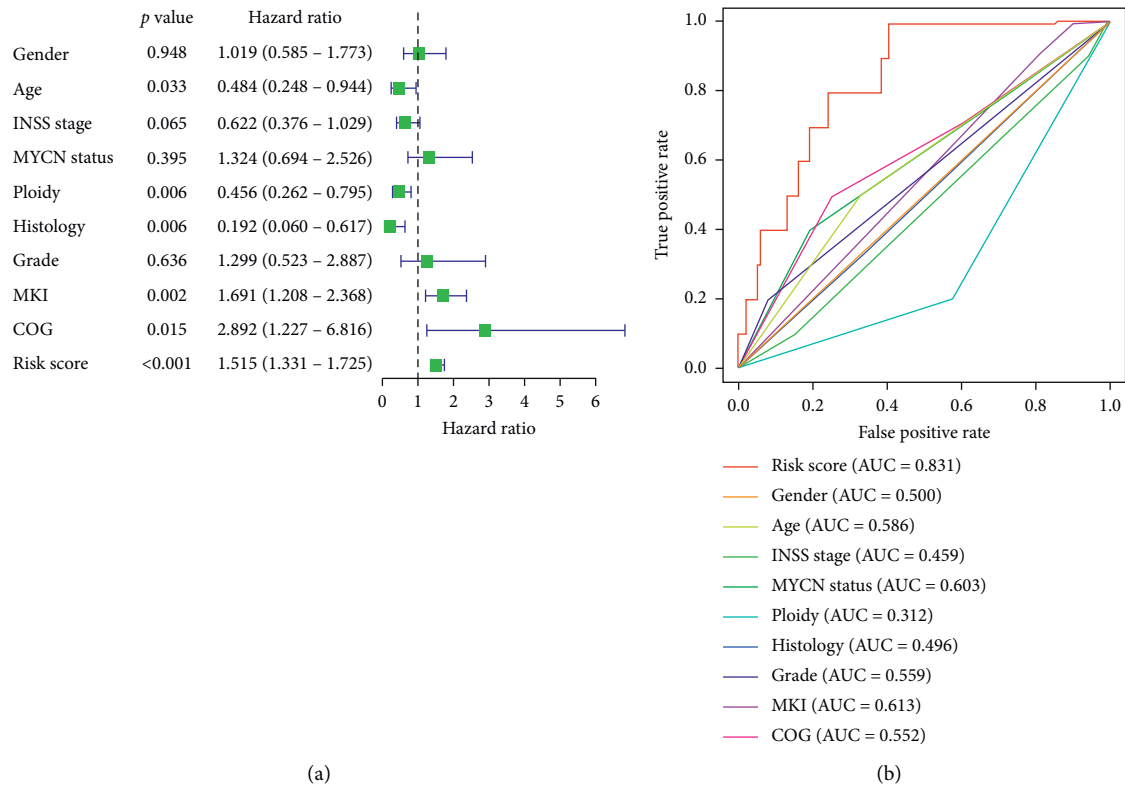 p value Hazard ratio
Gender 0.948 1.019 (0.585 – 1.773)
Age 0.033 0.484 (0.248 – 0.944)
INSS stage 0.065 0.622 (0.376 – 1.029)
MYCN status 0.395 1.324 (0.694 – 2.526)
Ploidy 0.006 0.456 (0.262 – 0.795)
Histology 0.006 0.192 (0.060 – 0.617)
Grade 0.636 1.299 (0.523 – 2.887)
MKI 0.002 1.691 (1.208 – 2.368)
COG 0.015 2.892 (1.227 – 6.816)
Risk score <0.001 1.515 (1.331 – 1.725)
0 1 2 3 4 5 6
Hazard ratio
(a)
True positive rate
1.0
0.8
0.6
0.4
0.2
0.0
0.0 0.2 0.4 0.6 0.8 1.0
False positive rate
Risk score (AUC = 0.831)
Gender (AUC = 0.500)
Age (AUC = 0.586)
INSS stage (AUC = 0.459)
MYCN status (AUC = 0.603)
Ploidy (AUC = 0.312)
Histology (AUC = 0.496)
Grade (AUC = 0.559)
MKI (AUC = 0.613)
COG (AUC = 0.552)
(b)